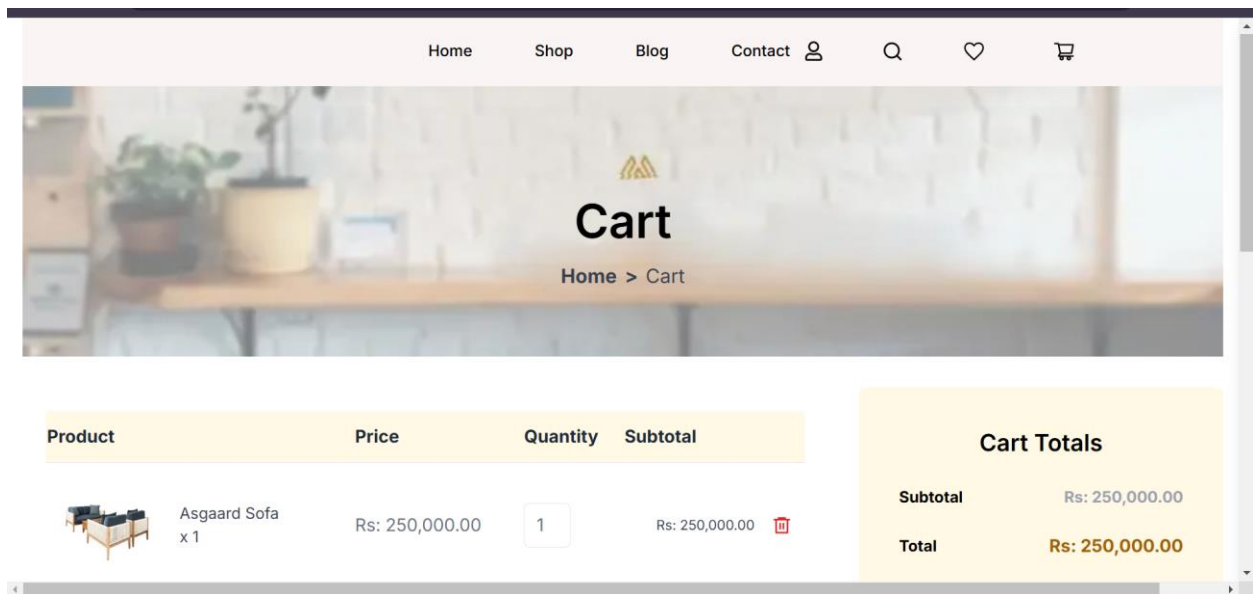 Home Shop Blog Contact
Cart
Home > Cart
Product Price Quantity Subtotal
Asgaard Sofa
x 1
Rs: 250,000.00 1 Rs: 250,000.00
Cart Totals
Subtotal Rs: 250,000.00
Total Rs: 250,000.00